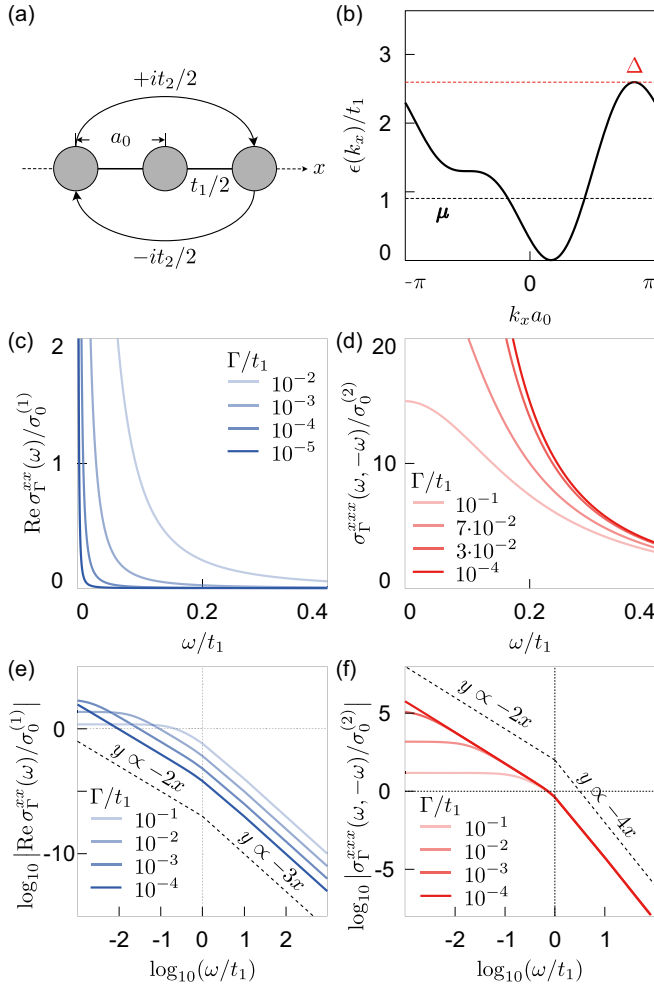 (a)
+it₂/2
a₀
t₁/2
x
−it₂/2
(b)
ϵ(kₓ)/t₁
3
2
1
0
Δ
μ
-π
0
π
kₓa₀
(c)
Re σ_Γ^{xx}(ω)/σ₀^{(1)}
2
1
0
Γ/t₁
10⁻²
10⁻³
10⁻⁴
10⁻⁵
0
0.2
0.4
ω/t₁
(d)
σ_Γ^{xxx}(ω, −ω)/σ₀^{(2)}
20
10
0
Γ/t₁
10⁻¹
7·10⁻²
3·10⁻²
10⁻⁴
0
0.2
0.4
ω/t₁
(e)
log₁₀ |Re σ_Γ^{xx}(ω)/σ₀^{(1)}|
0
-10
y ∝ −2x
y ∝ −3x
Γ/t₁
10⁻¹
10⁻²
10⁻³
10⁻⁴
-2
-1
0
1
2
log₁₀(ω/t₁)
(f)
log₁₀ |σ_Γ^{xxx}(ω, −ω)/σ₀^{(2)}|
5
0
-5
y ∝ −2x
y ∝ −4x
Γ/t₁
10⁻¹
10⁻²
10⁻³
10⁻⁴
-2
-1
0
1
log₁₀(ω/t₁)